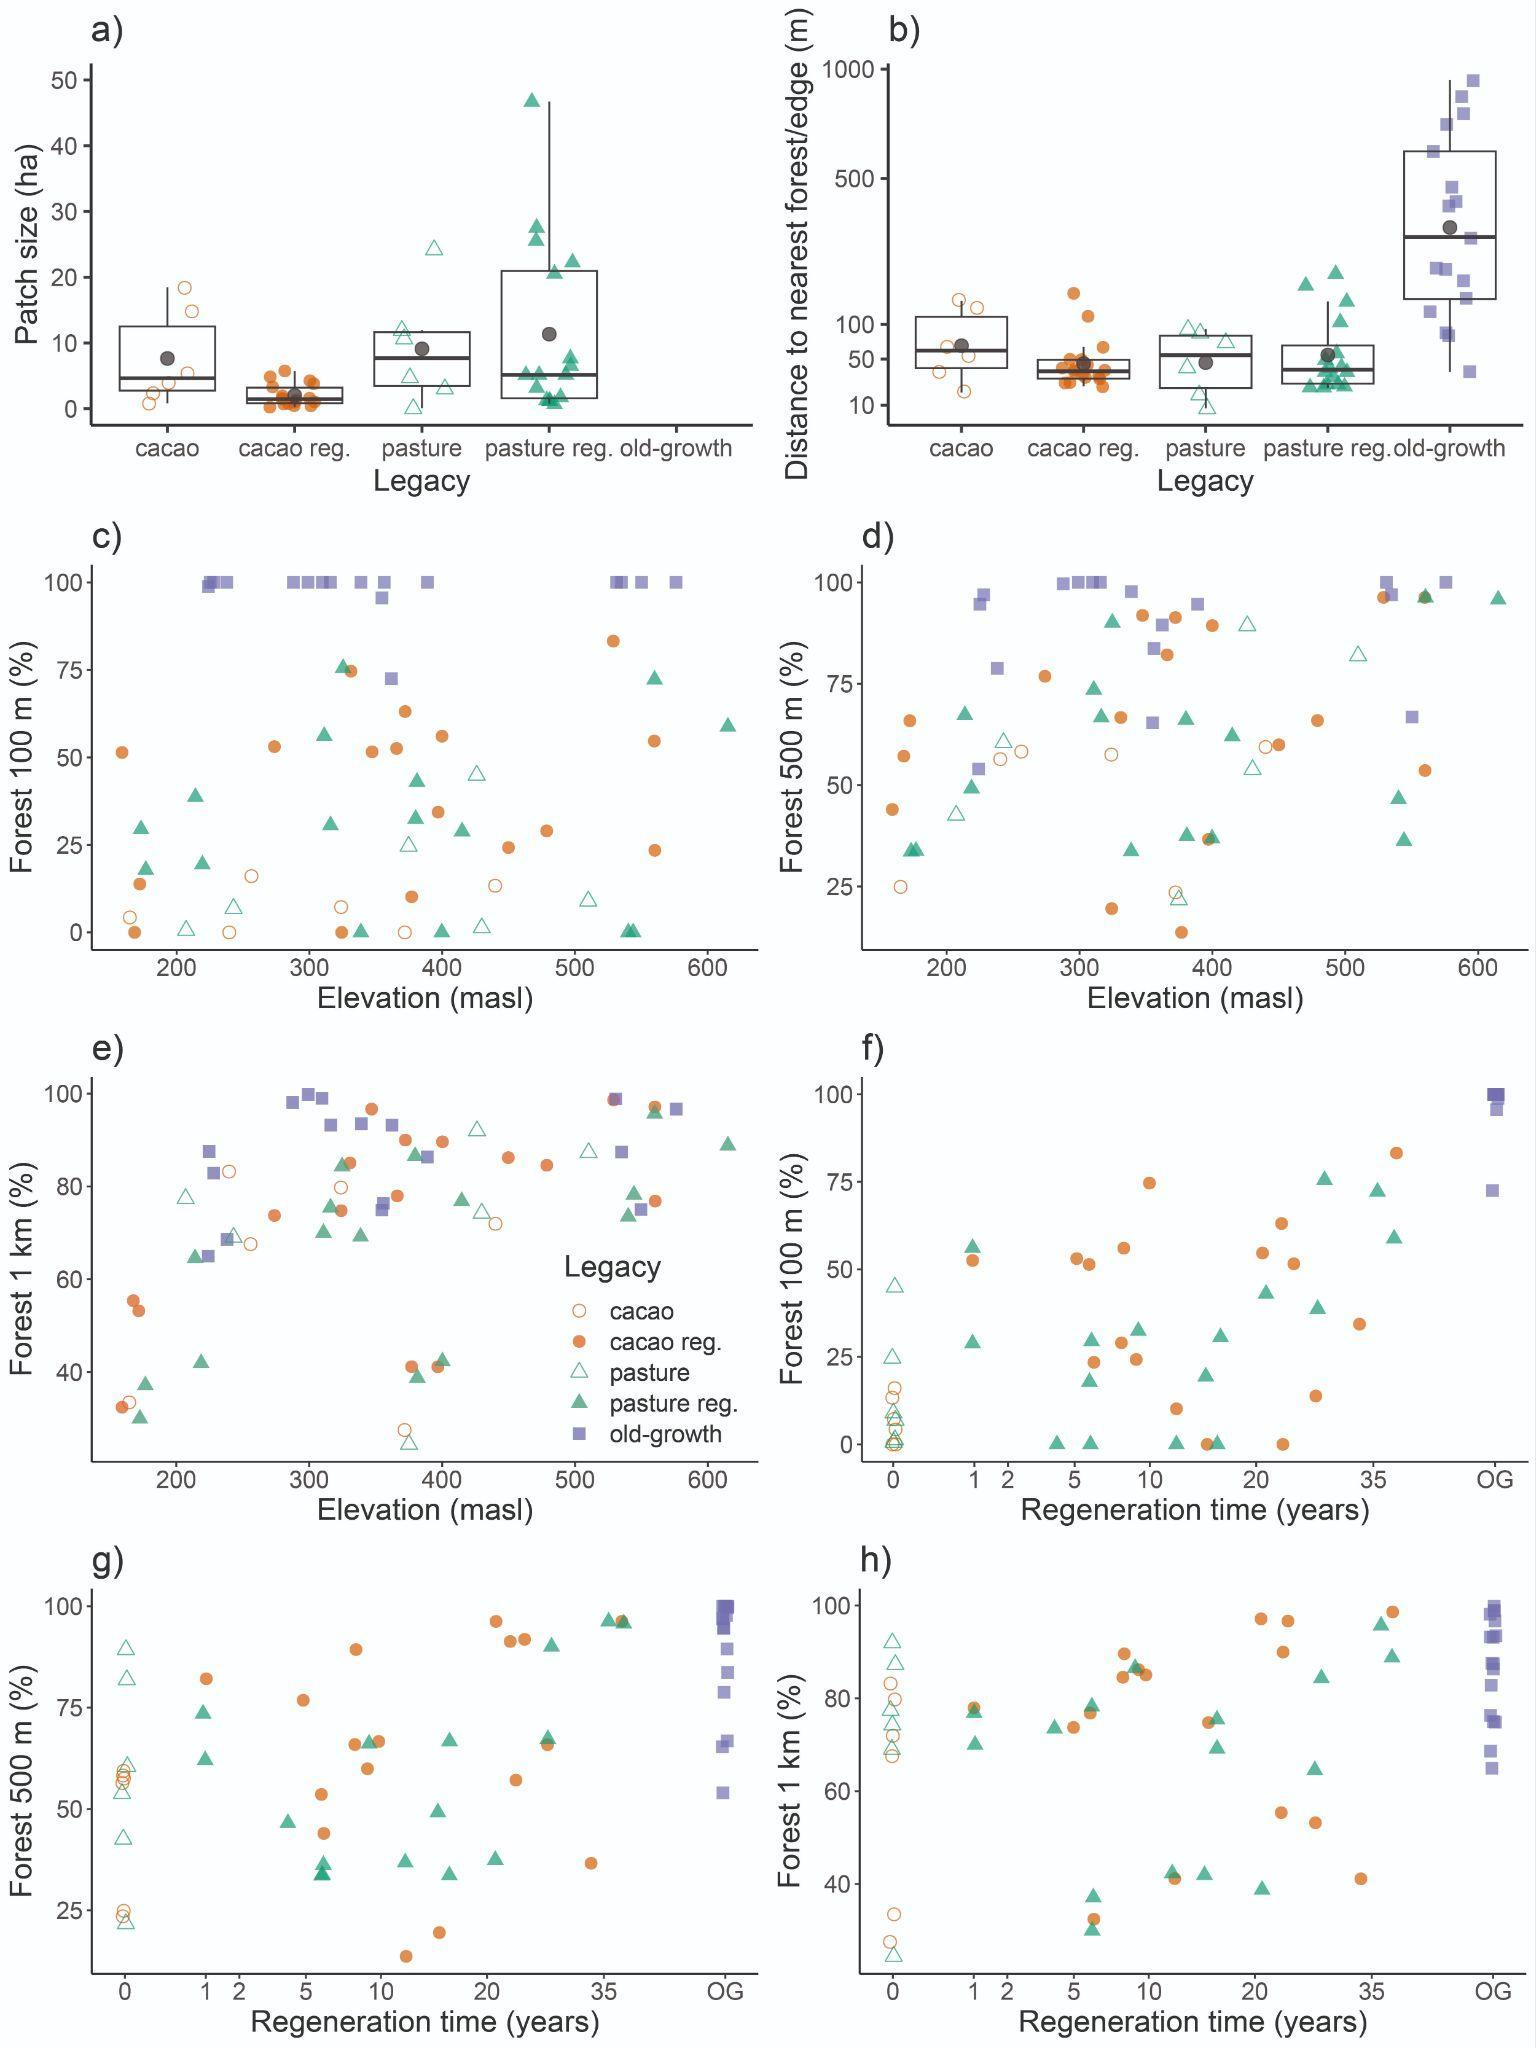 a)
Patch size (ha)
50
40
30
20
10
0
cacao
cacao reg.
pasture
pasture reg.
old-growth
Legacy
b)
Distance to nearest forest/edge (m)
1000
500
100
50
10
cacao
cacao reg.
pasture
pasture reg.
old-growth
Legacy
c)
Forest 100 m (%)
100
75
50
25
0
200 300 400 500 600
Elevation (masl)
d)
Forest 500 m (%)
100
75
50
25
200 300 400 500 600
Elevation (masl)
e)
Forest 1 km (%)
100
80
60
40
Legacy
cacao
cacao reg.
pasture
pasture reg.
old-growth
200 300 400 500 600
Elevation (masl)
f)
Forest 100 m (%)
100
75
50
25
0
0 1 2 5 10 20 35 OG
Regeneration time (years)
g)
Forest 500 m (%)
100
75
50
25
0 1 2 5 10 20 35 OG
Regeneration time (years)
h)
Forest 1 km (%)
100
80
60
40
0 1 2 5 10 20 35 OG
Regeneration time (years)